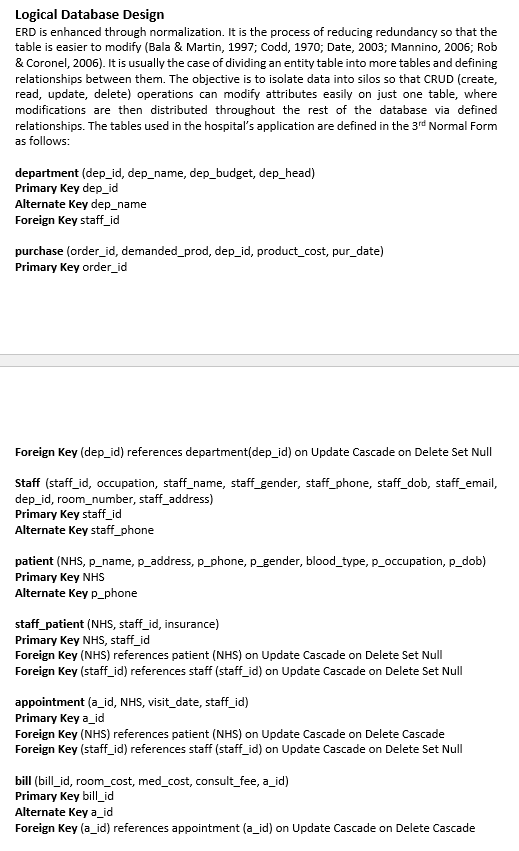 Logical Database Design
ERD is enhanced through normalization. It is the process of reducing redundancy so that the
table is easier to modify (Bala & Martin, 1997; Codd, 1970; Date, 2003; Mannino, 2006; Rob
& Coronel, 2006). It is usually the case of dividing an entity table into more tables and defining
relationships between them. The objective is to isolate data into silos so that CRUD (create,
read, update, delete) operations can modify attributes easily on just one table, where
modifications are then distributed throughout the rest of the database via defined
relationships. The tables used in the hospital's application are defined in the 3rd Normal Form
as follows:
department (dep_id, dep_name, dep_budget, dep_head)
Primary Key dep_id
Alternate Key dep_name
Foreign Key staff_id
purchase (order_id, demanded_prod, dep_id, product_cost, pur_date)
Primary Key order_id
Foreign Key (dep_id) references department(dep_id) on Update Cascade on Delete Set Null
Staff (staff_id, occupation, staff_name, staff_gender, staff_phone, staff_dob, staff_email,
dep_id, room_number, staff_address)
Primary Key staff_id
Alternate Key staff_phone
patient (NHS, p_name, p_address, p_phone, p_gender, blood_type, p_occupation, p_dob)
Primary Key NHS
Alternate Key p_phone
staff_patient (NHS, staff_id, insurance)
Primary Key NHS, staff_id
Foreign Key (NHS) references patient (NHS) on Update Cascade on Delete Set Null
Foreign Key (staff_id) references staff (staff_id) on Update Cascade on Delete Set Null
appointment (a_id, NHS, visit_date, staff_id)
Primary Key a_id
Foreign Key (NHS) references patient (NHS) on Update Cascade on Delete Cascade
Foreign Key (staff_id) references staff (staff_id) on Update Cascade on Delete Set Null
bill (bill_id, room_cost, med_cost, consult_fee, a_id)
Primary Key bill_id
Alternate Key a_id
Foreign Key (a_id) references appointment (a_id) on Update Cascade on Delete Cascade